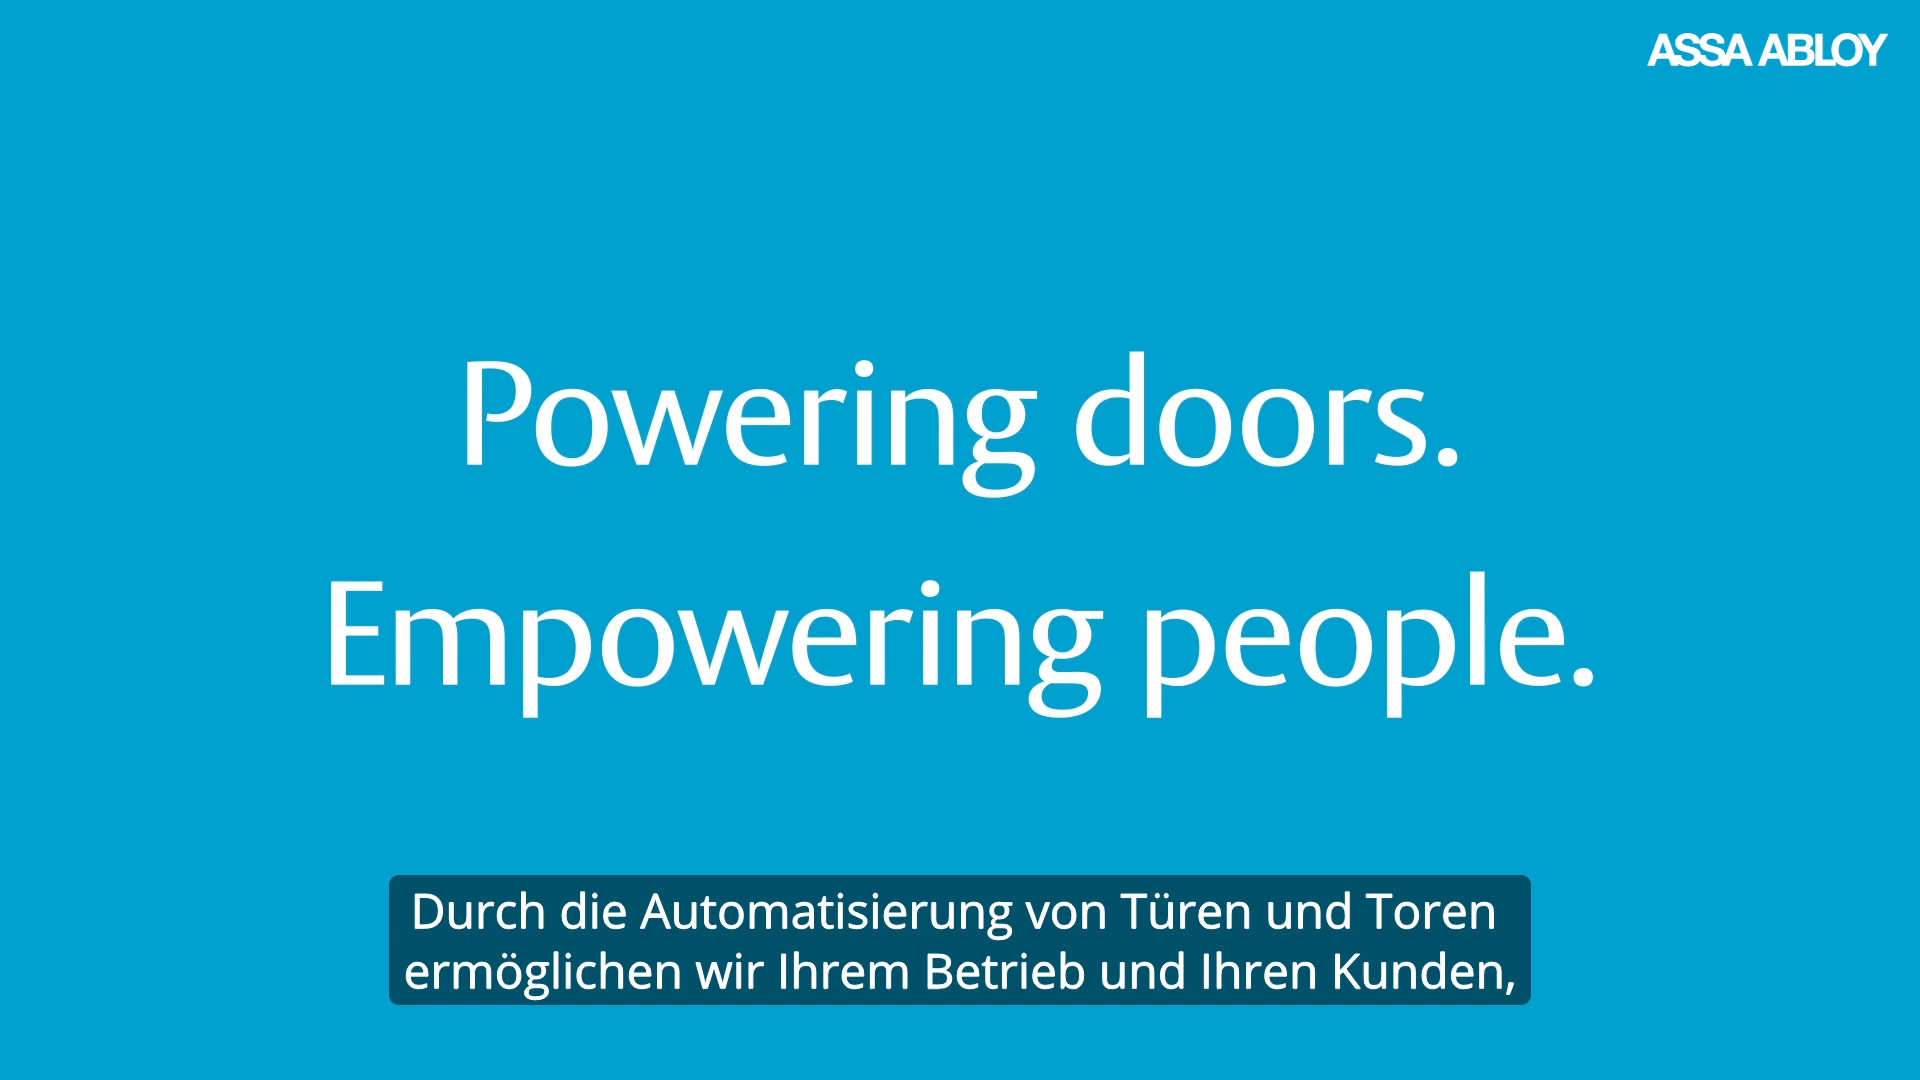 ASSA ABLOY
Powering doors.
Empowering people.
Durch die Automatisierung von Türen und Toren
ermöglichen wir Ihrem Betrieb und Ihren Kunden,